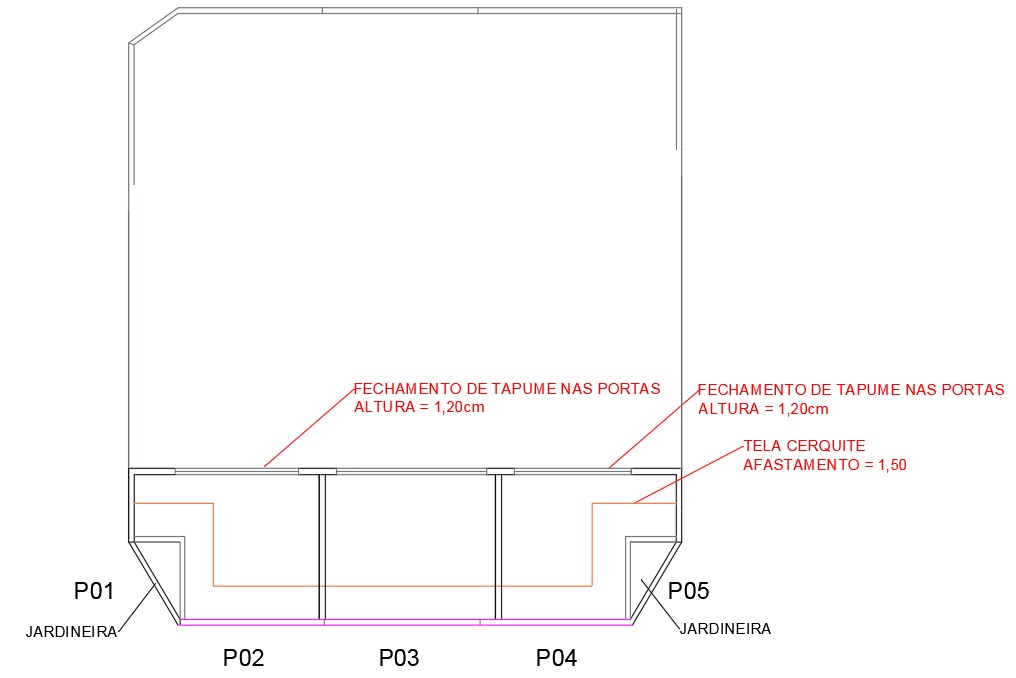 FECHAMENTO DE TAPUME NAS PORTAS
ALTURA = 1,20cm
FECHAMENTO DE TAPUME NAS PORTAS
ALTURA = 1,20cm
TELA CERQUITE
AFASTAMENTO = 1,50
P01
P05
JARDINEIRA
JARDINEIRA
P02
P03
P04